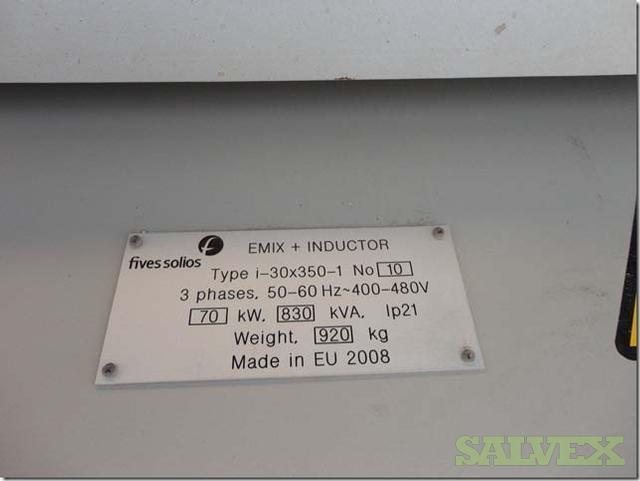 fives solios
EMIX + INDUCTOR
Type i-30x350-1 No 10
3 phases, 50-60 Hz~400-480V
70 kW, 830 kVA, Ip21
Weight, 920 kg
Made in EU 2008
SALVEX